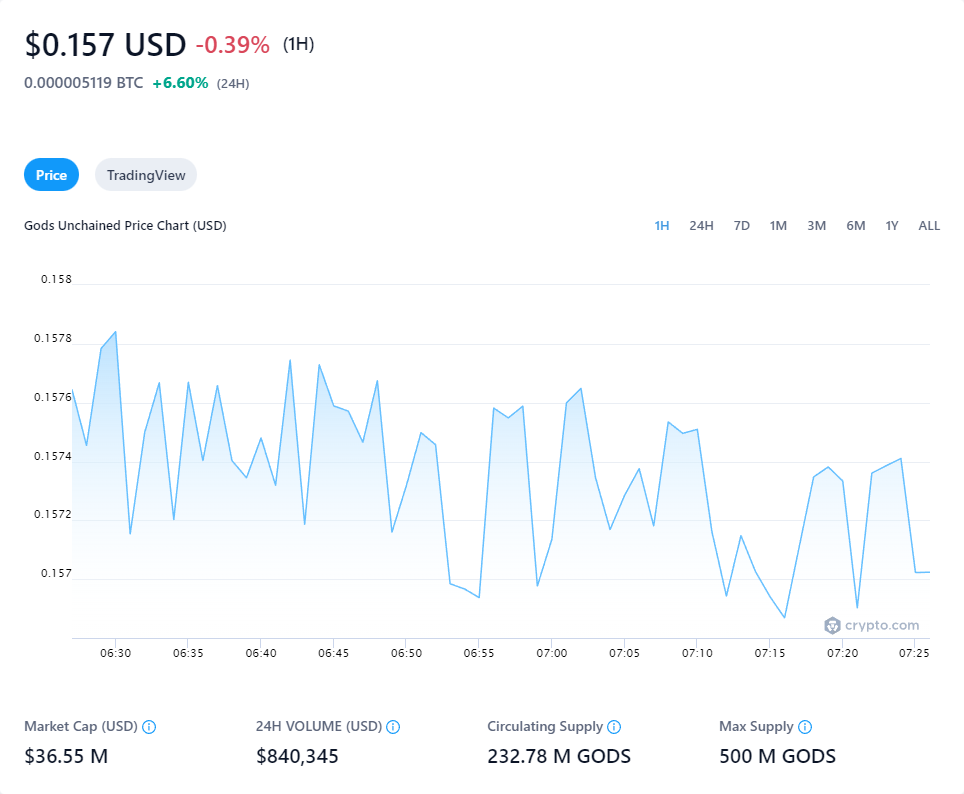 $0.157 USD -0.39% (1H)
0.000005119 BTC +6.60% (24H)
Price TradingView
Gods Unchained Price Chart (USD) 1H 24H 7D 1M 3M 6M 1Y ALL
0.158
0.1578
0.1576
0.1574
0.1572
0.157
crypto.com
06:30 06:35 06:40 06:45 06:50 06:55 07:00 07:05 07:10 07:15 07:20 07:25
Market Cap (USD) 24H VOLUME (USD) Circulating Supply Max Supply
$36.55 M $840,345 232.78 M GODS 500 M GODS